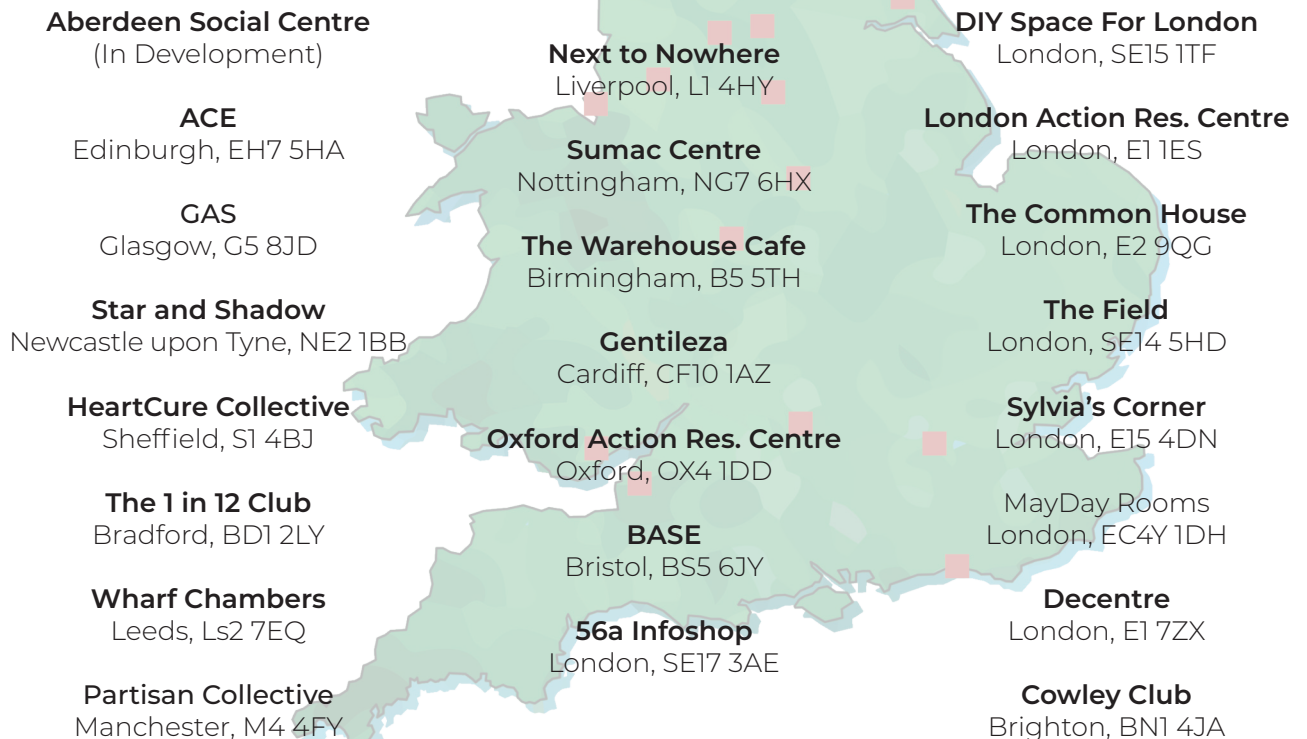 Aberdeen Social Centre
(In Development)
ACE
Edinburgh, EH7 5HA
GAS
Glasgow, G5 8JD
Star and Shadow
Newcastle upon Tyne, NE2 1BB
HeartCure Collective
Sheffield, S1 4BJ
The 1 in 12 Club
Bradford, BD1 2LY
Wharf Chambers
Leeds, Ls2 7EQ
Partisan Collective
Manchester, M4 4FY
Next to Nowhere
Liverpool, L1 4HY
Sumac Centre
Nottingham, NG7 6HX
The Warehouse Cafe
Birmingham, B5 5TH
Gentileza
Cardiff, CF10 1AZ
Oxford Action Res. Centre
Oxford, OX4 1DD
BASE
Bristol, BS5 6JY
56a Infoshop
London, SE17 3AE
DIY Space For London
London, SE15 1TF
London Action Res. Centre
London, E1 1ES
The Common House
London, E2 9QG
The Field
London, SE14 5HD
Sylvia's Corner
London, E15 4DN
MayDay Rooms
London, EC4Y 1DH
Decentre
London, E1 7ZX
Cowley Club
Brighton, BN1 4JA